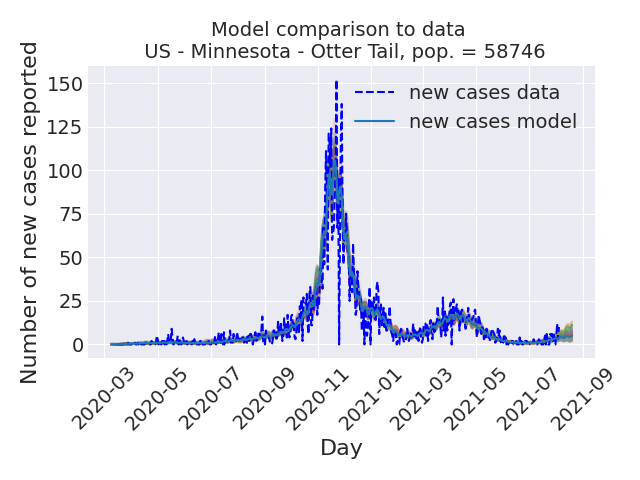 Model comparison to data
US - Minnesota - Otter Tail, pop. = 58746
Number of new cases reported
150
125
100
75
50
25
0
new cases data
new cases model
2020-03
2020-05
2020-07
2020-09
2020-11
2021-01
2021-03
2021-05
2021-07
2021-09
Day